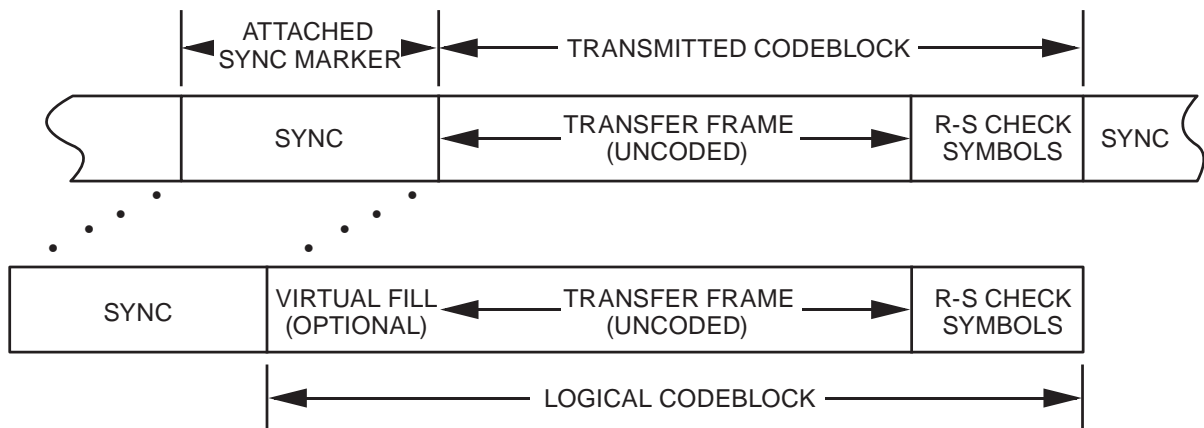 ATTACHED
SYNC MARKER
TRANSMITTED CODEBLOCK
SYNC
TRANSFER FRAME
(UNCODED)
R-S CHECK
SYMBOLS
SYNC
SYNC
VIRTUAL FILL
(OPTIONAL)
TRANSFER FRAME
(UNCODED)
R-S CHECK
SYMBOLS
LOGICAL CODEBLOCK